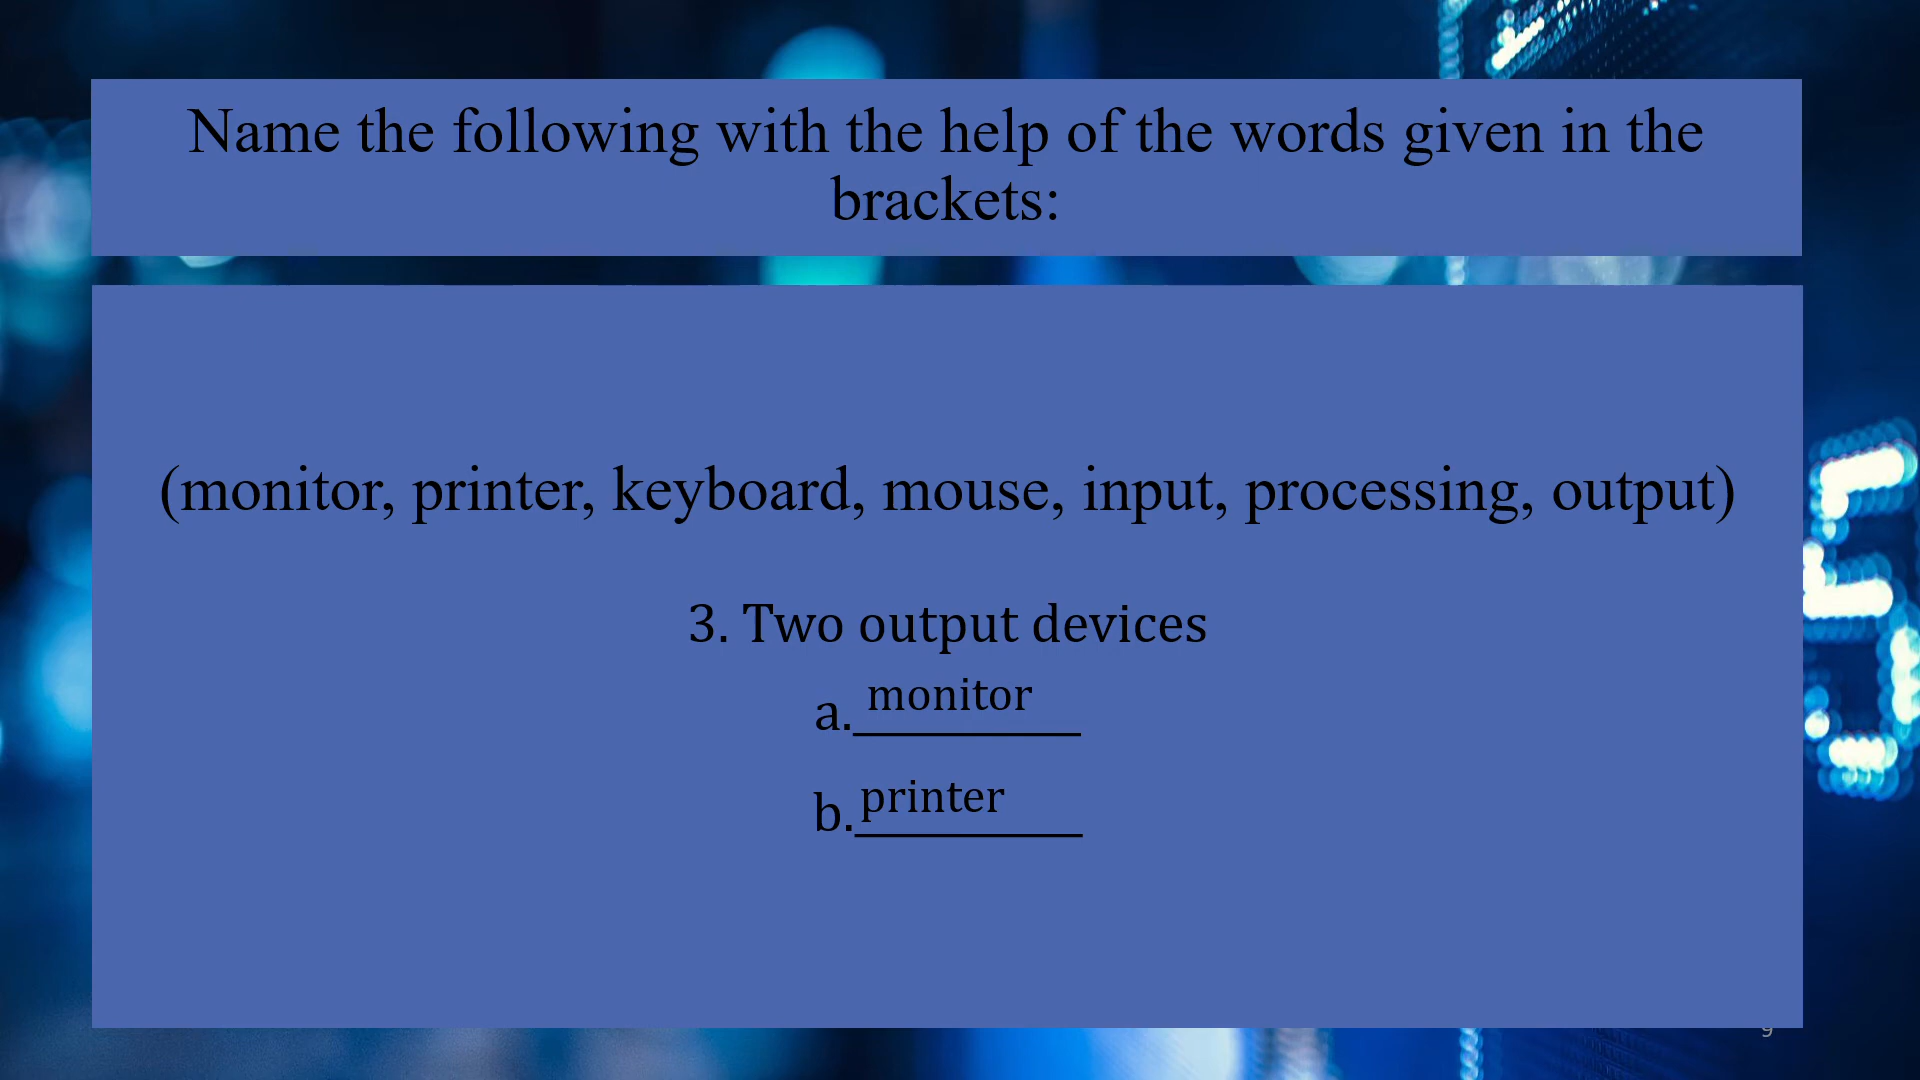 Name the following with the help of the words given in the
brackets:
(monitor, printer, keyboard, mouse, input, processing, output)
3. Two output devices
a. monitor
b. printer
9